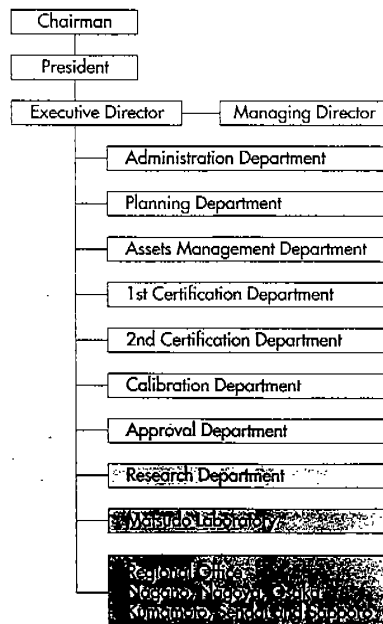 Chairman
President
Executive Director
Managing Director
Administration Department
Planning Department
Assets Management Department
1st Certification Department
2nd Certification Department
Calibration Department
Approval Department
Research Department
Matsudo Laboratory
Regional Office
Nagano, Nagoya, Osaka
Kumamoto, Sendai and Sapporo